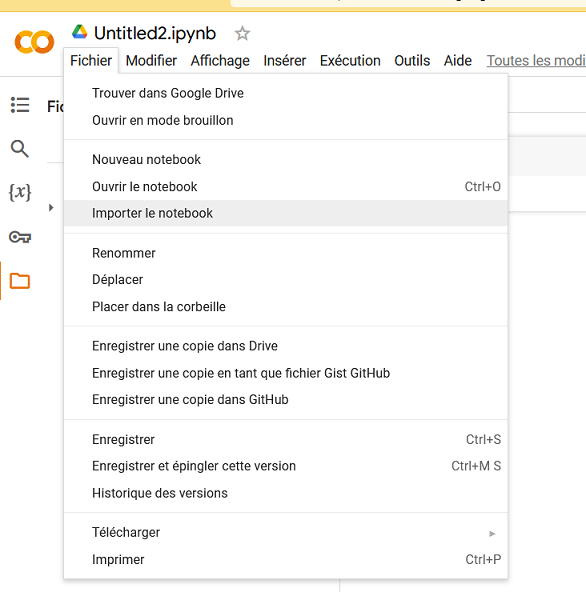 Untitled2.ipynb
Fichier Modifier Affichage Insérer Exécution Outils Aide Toutes les modi
Fic
{x}
Trouver dans Google Drive
Ouvrir en mode brouillon
Nouveau notebook
Ouvrir le notebook Ctrl+O
Importer le notebook
Renommer
Déplacer
Placer dans la corbeille
Enregistrer une copie dans Drive
Enregistrer une copie en tant que fichier Gist GitHub
Enregistrer une copie dans GitHub
Enregistrer Ctrl+S
Enregistrer et épingler cette version Ctrl+M S
Historique des versions
Télécharger
Imprimer Ctrl+P